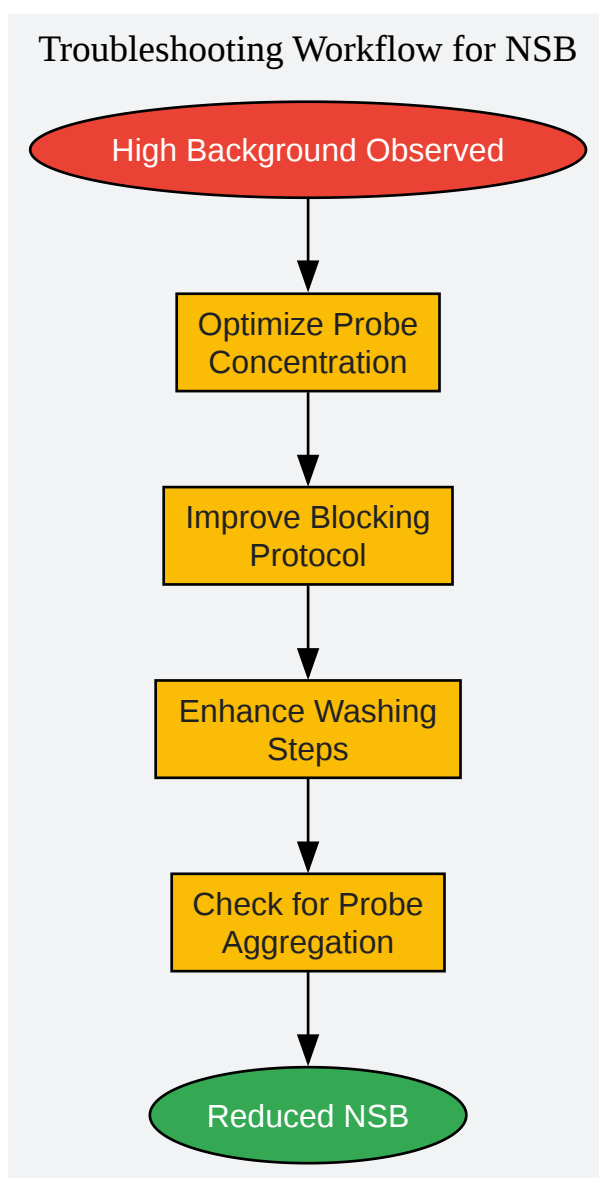 Troubleshooting Workflow for NSB
High Background Observed
Optimize Probe
Concentration
Improve Blocking
Protocol
Enhance Washing
Steps
Check for Probe
Aggregation
Reduced NSB